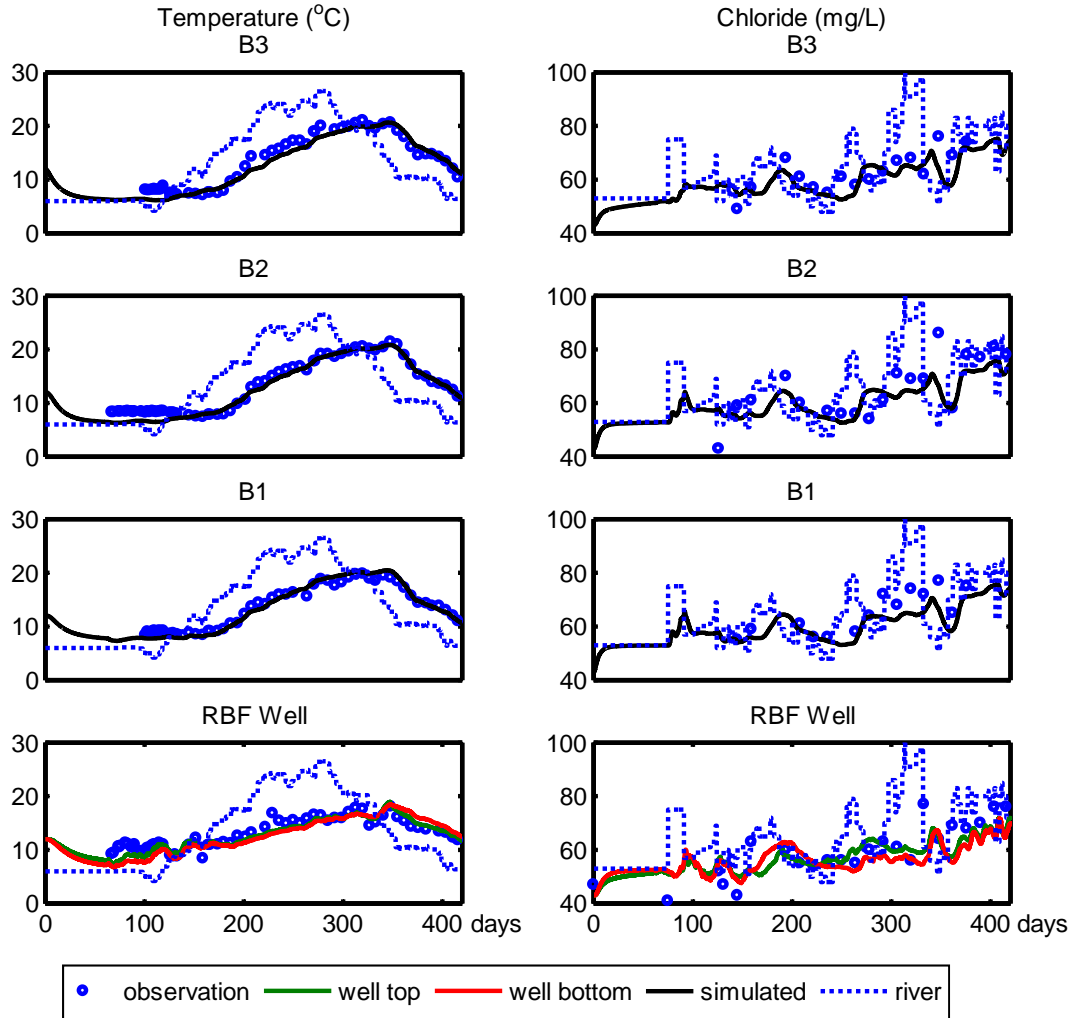 Temperature (°C)
Chloride (mg/L)
B3
B3
30
20
10
0
100
80
60
40
B2
B2
30
20
10
0
100
80
60
40
B1
B1
30
20
10
0
100
80
60
40
RBF Well
RBF Well
30
20
10
0
100
80
60
40
0 100 200 300 400 days
0 100 200 300 400 days
observation well top well bottom simulated river